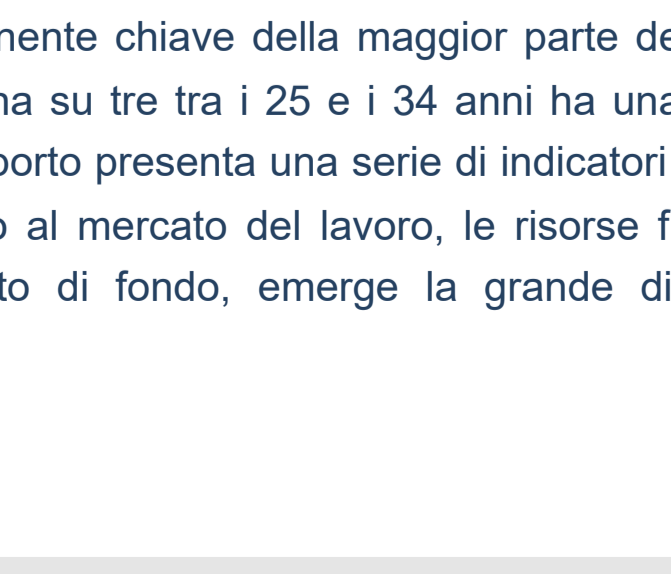 nente chiave della maggior parte de
na su tre tra i 25 e i 34 anni ha una
porto presenta una serie di indicatori
o al mercato del lavoro, le risorse f
to di fondo, emerge la grande di